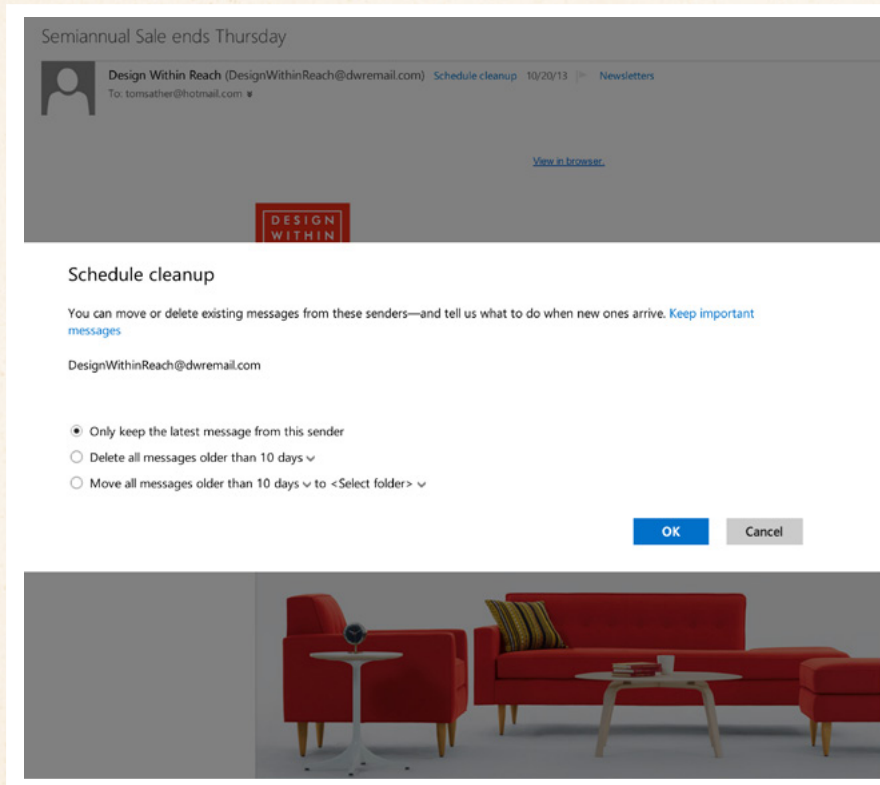 Semiannual Sale ends Thursday
Design Within Reach (DesignWithinReach@dwremail.com) Schedule cleanup 10/20/13 Newsletters
To: tomsather@hotmail.com
View in browser.
DESIGN
WITHIN
Schedule cleanup
You can move or delete existing messages from these senders—and tell us what to do when new ones arrive. Keep important
messages
DesignWithinReach@dwremail.com
Only keep the latest message from this sender
Delete all messages older than 10 days
Move all messages older than 10 days to <Select folder>
OK Cancel